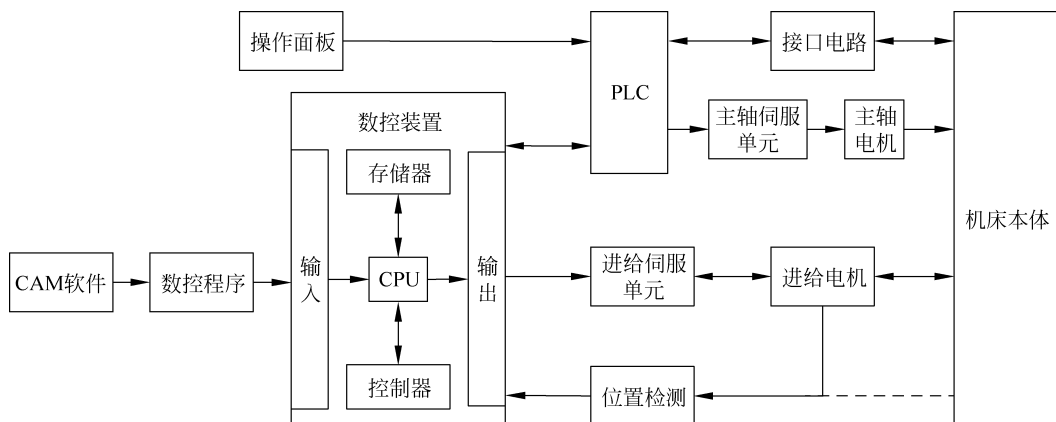 操作面板
PLC
接口电路
数控装置
主轴伺服
单元
主轴
电机
存储器
机床本体
CAM软件
数控程序
输入
CPU
输出
进给伺服
单元
进给电机
控制器
位置检测